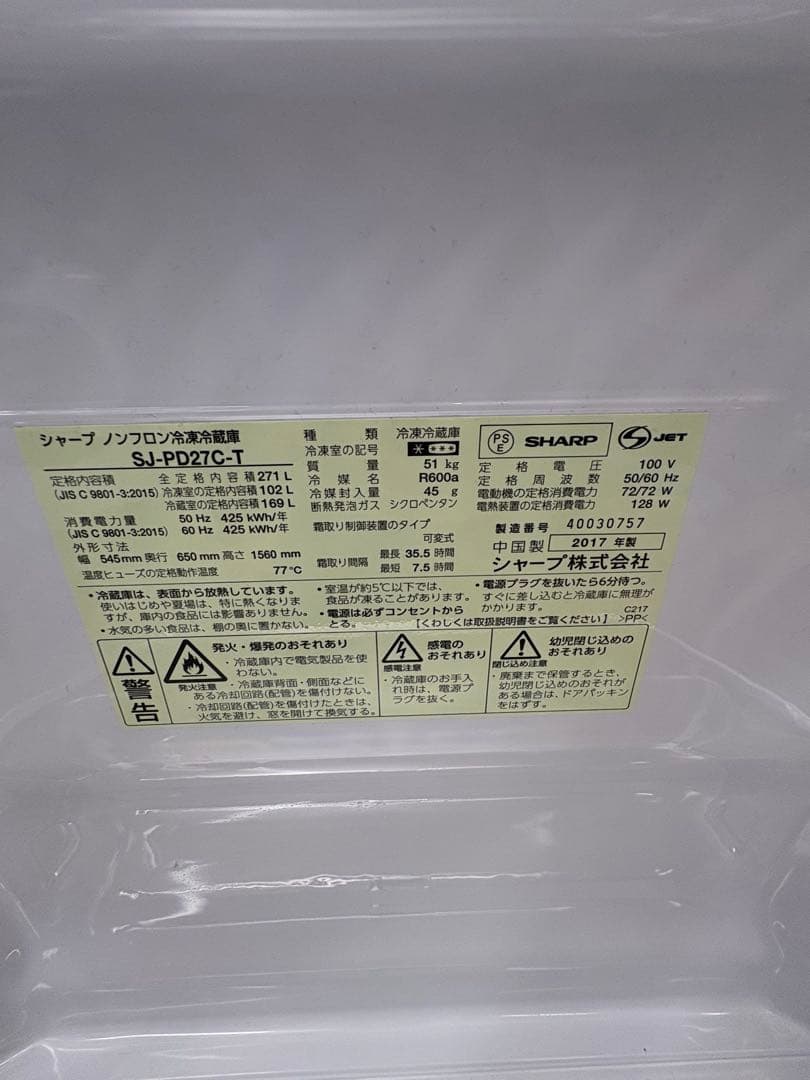 シャープ ノンフロン冷凍冷蔵庫
SJ-PD27C-T
定格内容積 全定格内容積 271 L
(JIS C 9801-3:2015) 冷凍室の定格内容積 102 L
冷蔵室の定格内容積 169 L
消費電力量 50 Hz 425 kWh/年
(JIS C 9801-3:2015) 60 Hz 425 kWh/年
外形寸法
幅 545 mm 奥行 650 mm 高さ 1560 mm
温度ヒューズの定格動作温度 77℃
種類 冷凍冷蔵庫
冷凍室の記号
質量 51 kg
冷媒名 R600a
冷媒封入量 45 g
断熱発泡ガス シクロペンタン
霜取り制御装置のタイプ
可変式
霜取り間隔 最長 35.5 時間
最短 7.5 時間
PSE SHARP JET
定格電圧 100 V
定格周波数 50/60 Hz
電動機の定格消費電力 72/72 W
電熱装置の定格消費電力 128 W
製造番号 40030757
中国製 2017 年製
シャープ株式会社
・冷蔵庫は、表面から放熱しています。
使いはじめや夏場は、特に熱くなりま
すが、庫内の食品には影響ありません。
・水気の多い食品は、棚の奥に置かない。
・室温が約5℃以下では、
食品が凍ることがあります。
・電源は必ずコンセントから
とる。
・電源プラグを抜いたら6分待つ。
すぐに差し込むと冷蔵庫に無理が
かかります。
【くわしくは取扱説明書をご覧ください】
C217
>PP<
警告
発火注意
発火・爆発のおそれあり
・冷蔵庫内で電気製品を使
わない。
・冷蔵庫背面・側面などに
ある冷却回路(配管)を傷付けない。
・冷却回路(配管)を傷付けたときは、
火気を避け、窓を開けて換気する。
感電注意
感電の
おそれあり
・冷蔵庫のお手入
れ時は、電源プ
ラグを抜く。
閉じ込め注意
幼児閉じ込めの
おそれあり
・廃棄まで保管するとき、
幼児閉じ込めのおそれが
ある場合は、ドアパッキン
をはずす。